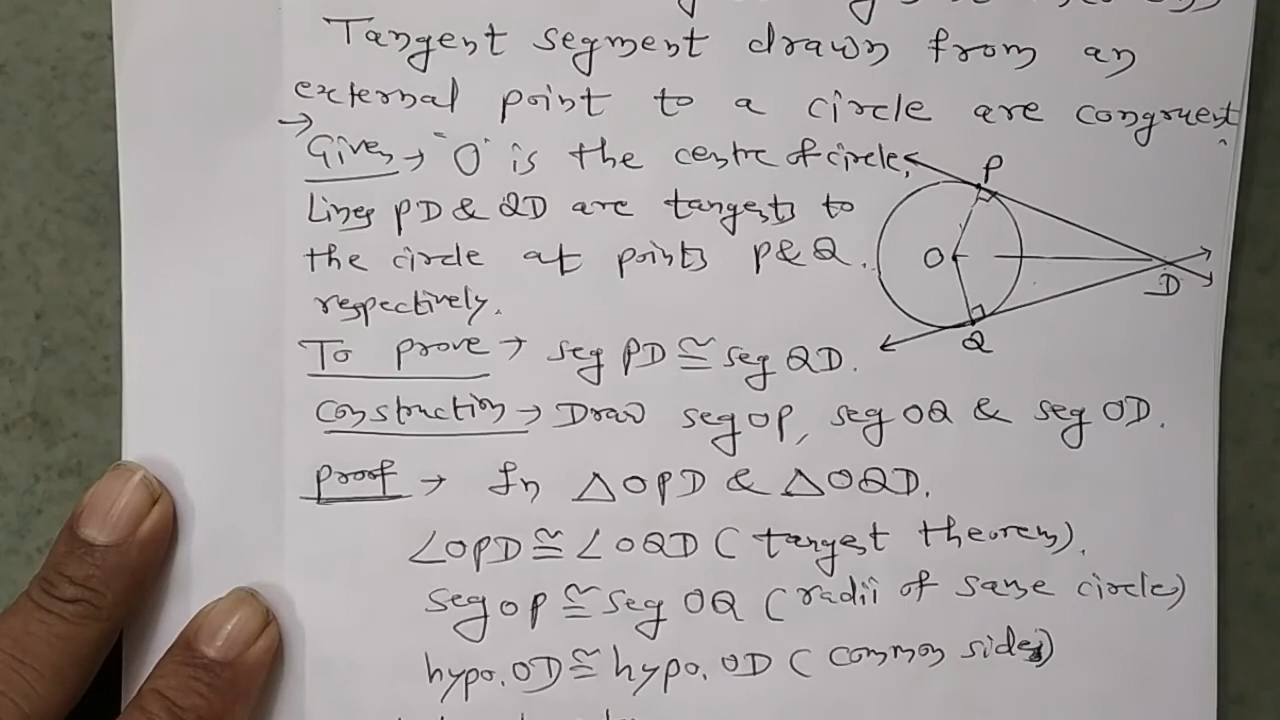 Tangent segment drawn from an
external point to a circle are congruent.
→ Given → "O" is the centre of circle,
Lines PD & QD are tangents to
the circle at points P & Q.
respectively.
P
O
D
Q
To prove → seg PD ≅ seg QD.
Construction → Draw seg OP, seg OQ & seg OD.
Proof → In △OPD & △OQD.
∠OPD ≅ ∠OQD (tangent theorem).
seg OP ≅ seg OQ (radii of same circle)
hypo. OD ≅ hypo. OD (common side)